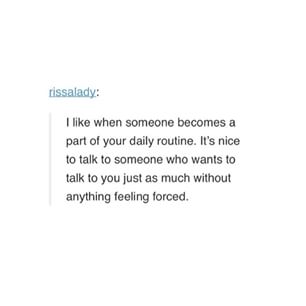 rissalady:
I like when someone becomes a
part of your daily routine. It's nice
to talk to someone who wants to
talk to you just as much without
anything feeling forced.